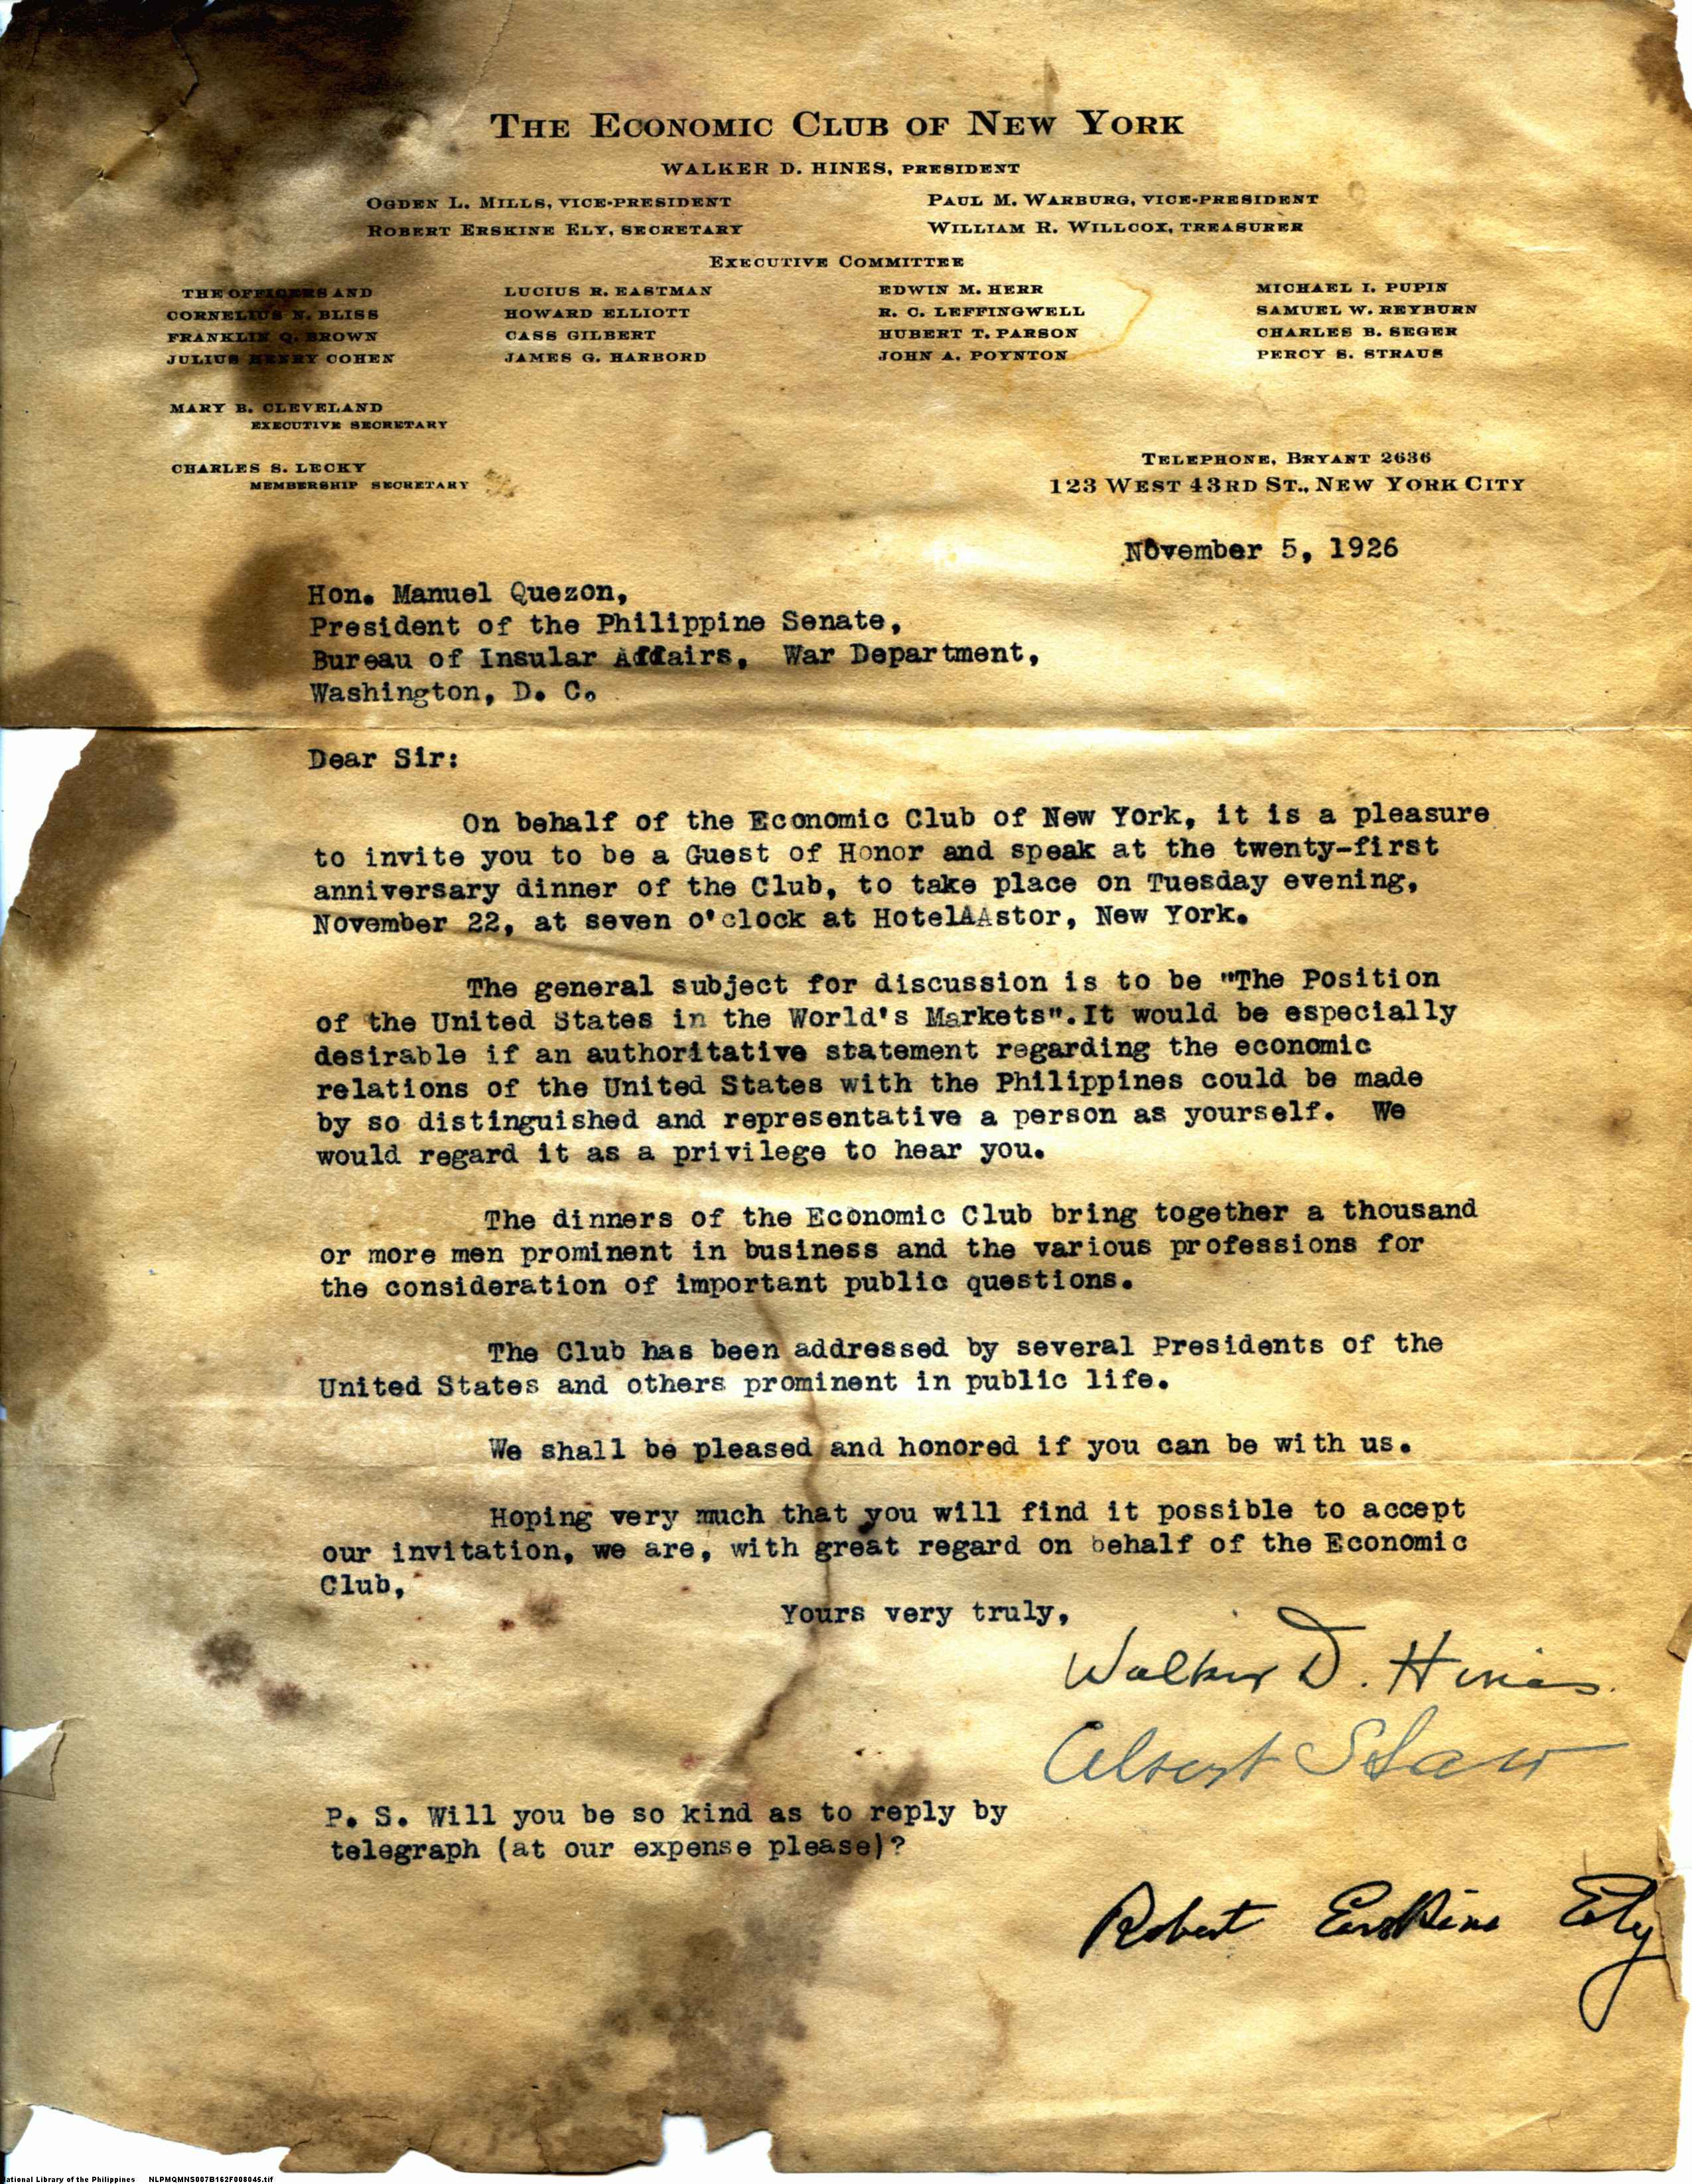 THE ECONOMIC CLUB OF NEW YORK
WALKER D. HINES, PRESIDENT
OGDEN L. MILLS, VICE-PRESIDENT PAUL M. WARBURG, VICE-PRESIDENT
ROBERT ERSKINE ELY, SECRETARY WILLIAM R. WILLCOX, TREASURER
EXECUTIVE COMMITTEE
THE OFFICERS AND LUCIUS R. EASTMAN EDWIN M. HERR MICHAEL I. PUPIN
CORNELIUS N. BLISS HOWARD ELLIOTT R. C. LEFFINGWELL SAMUEL W. REYBURN
FRANKLIN Q. BROWN CASS GILBERT HUBERT T. PARSON CHARLES B. SEGER
JULIUS HENRY COHEN JAMES G. HARBORD JOHN A. POYNTON PERCY S. STRAUS
MARY B. CLEVELAND
EXECUTIVE SECRETARY
CHARLES S. LECKY
MEMBERSHIP SECRETARY
TELEPHONE, BRYANT 2636
123 WEST 43RD ST., NEW YORK CITY
November 5, 1926
Hon. Manuel Quezon,
President of the Philippine Senate,
Bureau of Insular Affairs, War Department,
Washington, D. C.
Dear Sir:
On behalf of the Economic Club of New York, it is a pleasure
to invite you to be a Guest of Honor and speak at the twenty-first
anniversary dinner of the Club, to take place on Tuesday evening,
November 22, at seven o'clock at HotelAAstor, New York.
The general subject for discussion is to be "The Position
of the United States in the World's Markets".It would be especially
desirable if an authoritative statement regarding the economic
relations of the United States with the Philippines could be made
by so distinguished and representative a person as yourself. We
would regard it as a privilege to hear you.
The dinners of the Economic Club bring together a thousand
or more men prominent in business and the various professions for
the consideration of important public questions.
The Club has been addressed by several Presidents of the
United States and others prominent in public life.
We shall be pleased and honored if you can be with us.
Hoping very much that you will find it possible to accept
our invitation, we are, with great regard on behalf of the Economic
Club,
Yours very truly,
Walker D. Hines.
Albert Shaw
P. S. Will you be so kind as to reply by
telegraph (at our expense please)?
Robert Erskine Ely
ational Library of the Philippines NLPMQMNS007B162F008045.tif